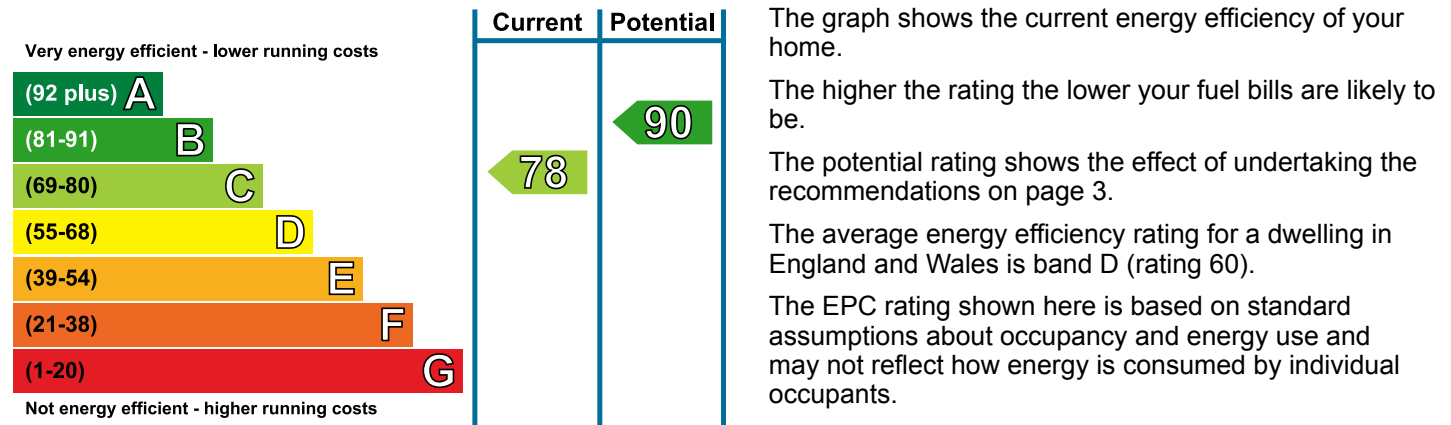 Current Potential
Very energy efficient - lower running costs
(92 plus) A
(81-91) B
(69-80) C
(55-68) D
(39-54) E
(21-38) F
(1-20) G
Not energy efficient - higher running costs
78
90
The graph shows the current energy efficiency of your
home.
The higher the rating the lower your fuel bills are likely to
be.
The potential rating shows the effect of undertaking the
recommendations on page 3.
The average energy efficiency rating for a dwelling in
England and Wales is band D (rating 60).
The EPC rating shown here is based on standard
assumptions about occupancy and energy use and
may not reflect how energy is consumed by individual
occupants.